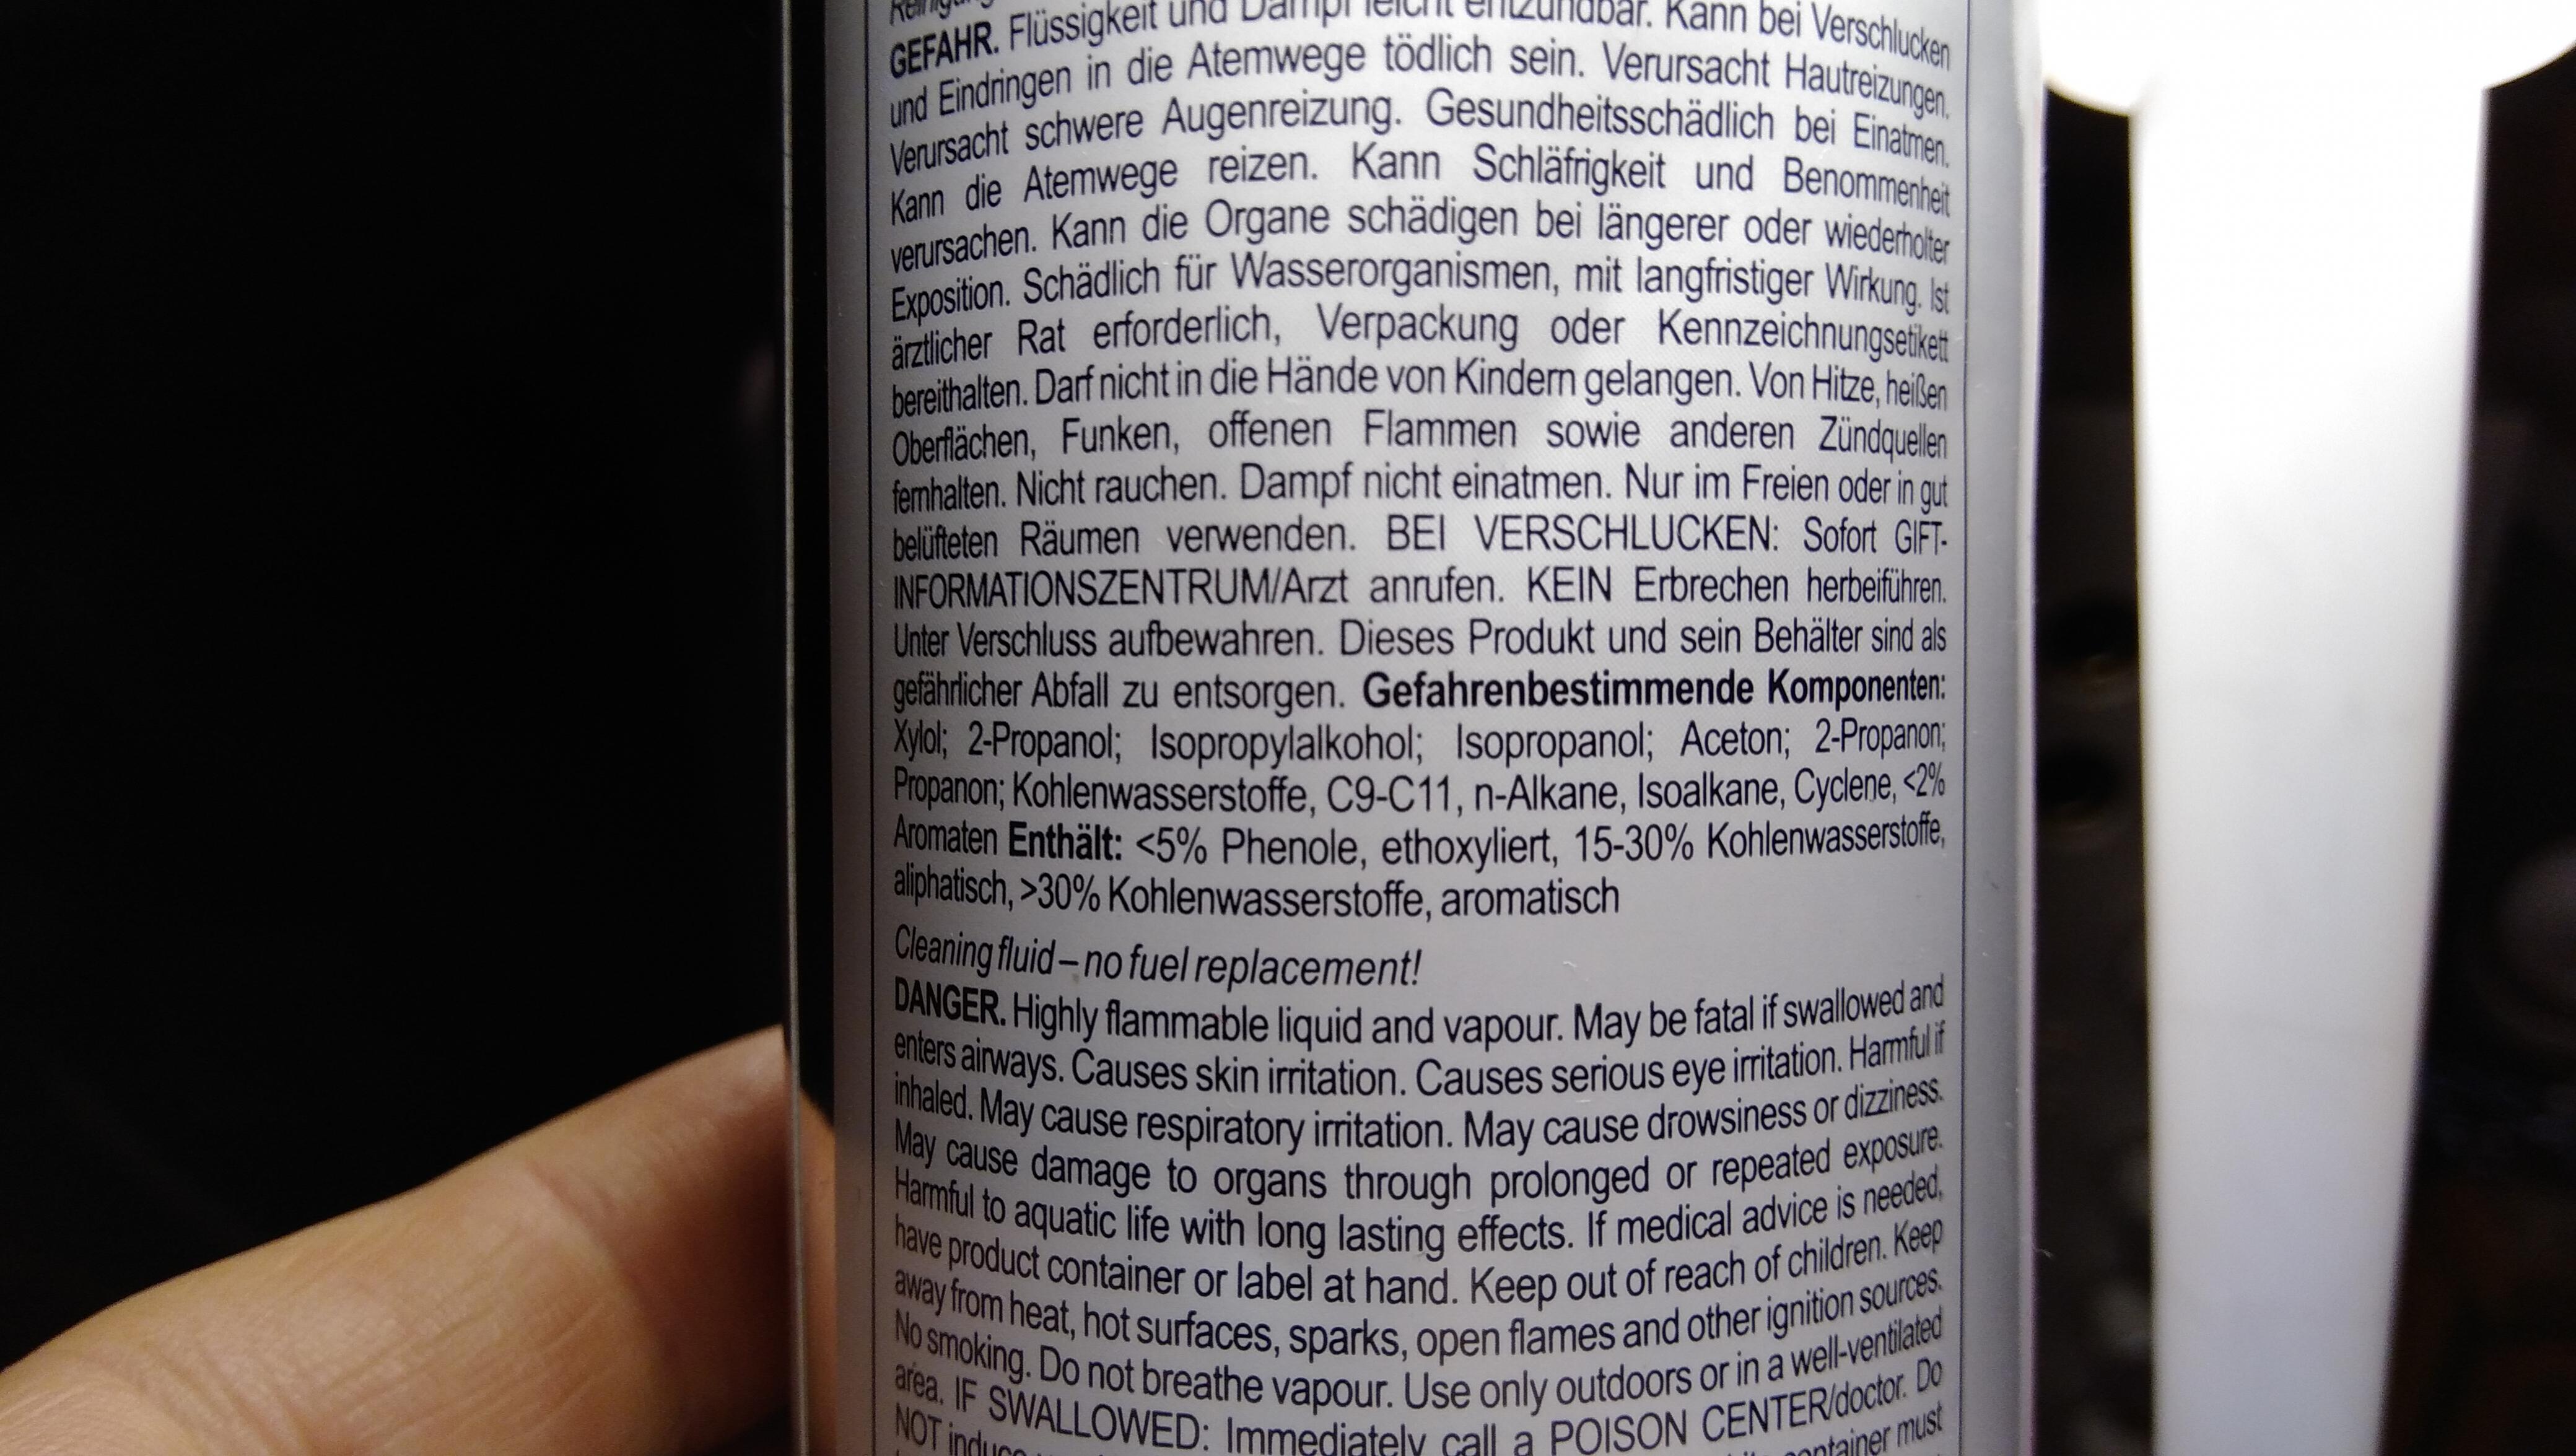 GEFAHR. Flüssigkeit und Dampf leicht entzündbar. Kann bei Verschlucken
und Eindringen in die Atemwege tödlich sein. Verursacht Hautreizungen.
Verursacht schwere Augenreizung. Gesundheitsschädlich bei Einatmen.
Kann die Atemwege reizen. Kann Schläfrigkeit und Benommenheit
verursachen. Kann die Organe schädigen bei längerer oder wiederholter
Exposition. Schädlich für Wasserorganismen, mit langfristiger Wirkung. Ist
ärztlicher Rat erforderlich, Verpackung oder Kennzeichnungsetikett
bereithalten. Darf nicht in die Hände von Kindern gelangen. Von Hitze, heißen
Oberflächen, Funken, offenen Flammen sowie anderen Zündquellen
fernhalten. Nicht rauchen. Dampf nicht einatmen. Nur im Freien oder in gut
belüfteten Räumen verwenden. BEI VERSCHLUCKEN: Sofort GIFT-
INFORMATIONSZENTRUM/Arzt anrufen. KEIN Erbrechen herbeiführen.
Unter Verschluss aufbewahren. Dieses Produkt und sein Behälter sind als
gefährlicher Abfall zu entsorgen. Gefahrenbestimmende Komponenten:
Xylol; 2-Propanol; Isopropylalkohol; Isopropanol; Aceton; 2-Propanon;
Propanon; Kohlenwasserstoffe, C9-C11, n-Alkane, Isoalkane, Cyclene, <2%
Aromaten Enthält: <5% Phenole, ethoxyliert, 15-30% Kohlenwasserstoffe,
aliphatisch, >30% Kohlenwasserstoffe, aromatisch
Cleaning fluid – no fuel replacement!
DANGER. Highly flammable liquid and vapour. May be fatal if swallowed and
enters airways. Causes skin irritation. Causes serious eye irritation. Harmful if
inhaled. May cause respiratory irritation. May cause drowsiness or dizziness.
May cause damage to organs through prolonged or repeated exposure.
Harmful to aquatic life with long lasting effects. If medical advice is needed,
have product container or label at hand. Keep out of reach of children. Keep
away from heat, hot surfaces, sparks, open flames and other ignition sources.
No smoking. Do not breathe vapour. Use only outdoors or in a well-ventilated
area. IF SWALLOWED: Immediately call a POISON CENTER/doctor. Do
NOT induce container must